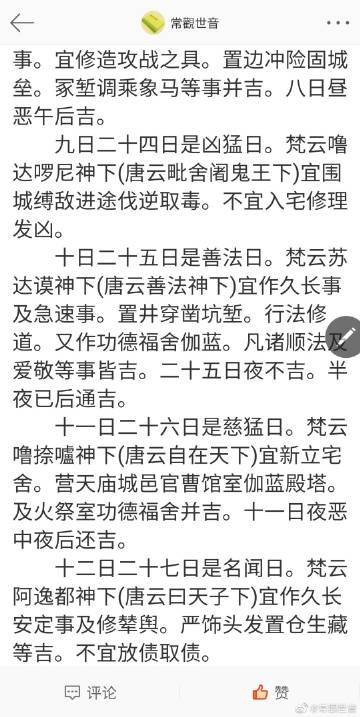 常觀世音
事。宜修造攻战之具。置边冲险固城
垒。冢堑调乘象马等事并吉。八日昼
恶午后吉。
九日二十四日是凶猛日。梵云噜
达啰尼神下(唐云毗舍阇鬼王下)宜围
城缚敌进途伐逆取毒。不宜入宅修理
发凶。
十日二十五日是善法日。梵云苏
达谟神下(唐云善法神下)宜作久长事
及急速事。置井穿凿坑堑。行法修
道。又作功德福舍伽蓝。凡诸顺法及
爱敬等事皆吉。二十五日夜不吉。半
夜已后通吉。
十一日二十六日是慈猛日。梵云
噜捺嚧神下(唐云自在天下)宜新立宅
舍。营天庙城邑官曹馆室伽蓝殿塔。
及火祭室功德福舍并吉。十一日夜恶
中夜后还吉。
十二日二十七日是名闻日。梵云
阿逸都神下(唐云曰天子下)宜作久长
安定事及修辇舆。严饰头发置仓生藏
等吉。不宜放债取债。
评论
赞
@常觀世音